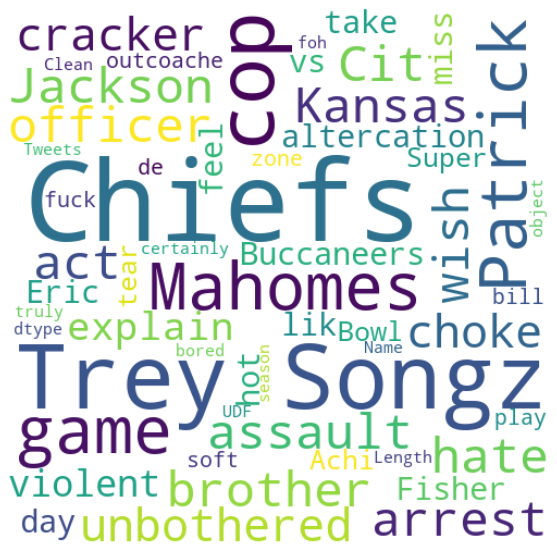 cracker
outcoache
foh
Clean
cop
take
vs
Cit
miss
Patrick
Jackson
officer
Tweets
feel
Kansas
altercation
zone
Super
de
fuck
Chiefs
wish
object
act
tear
certainly
Buccaneers
Eric
Mahomes
bill
truly
dtype
explain
lik
Bowl
choke
bored
hot
season
Name
Trey Songz
UDF
play
game
assault
hate
soft
Achi
Length
violent
brother
Fisher
day
unbothered
arrest